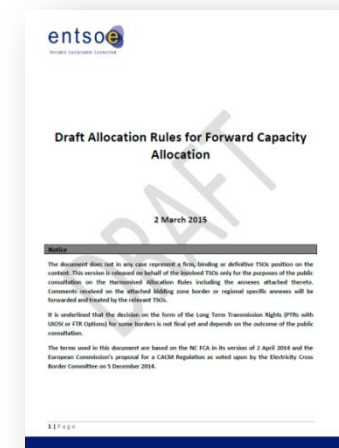 entsoe
Reliable Sustainable Connected
Draft Allocation Rules for Forward Capacity
Allocation
2 March 2015
DRAFT
Notice
The document does not in any case represent a firm, binding or definitive TSOs position on the
content. This version is released on behalf of the involved TSOs only for the purposes of the public
consultation on the Harmonised Allocation Rules including the annexes attached thereto.
Comments received on the attached bidding zone border or regional specific annexes will be
forwarded and treated by the relevant TSOs.
It is underlined that the decision on the form of the Long Term Transmission Rights (PTRs with
UIOSI or FTR Options) for some borders is not final yet and depends on the outcome of the public
consultation.
The terms used in this document are based on the NC FCA in its version of 2 April 2014 and the
European Commission's proposal for a CACM Regulation as voted upon by the Electricity Cross
Border Committee on 5 December 2014.
1 | Page